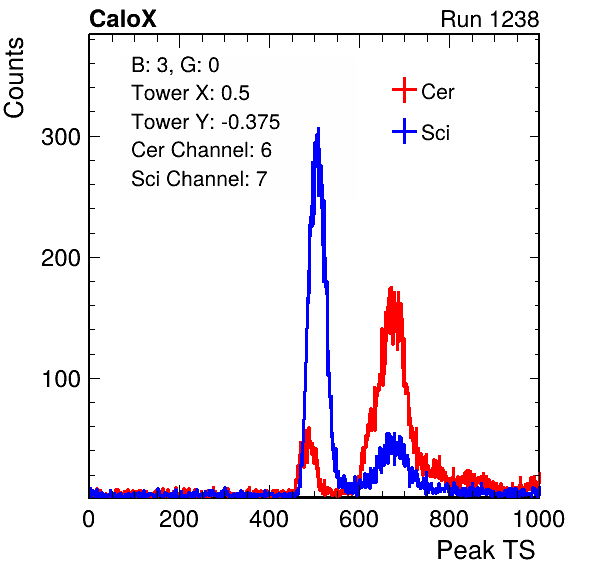 CaloX Run 1238
Counts
B: 3, G: 0
Tower X: 0.5
Tower Y: -0.375
Cer Channel: 6
Sci Channel: 7
Cer
Sci
300
200
100
0 200 400 600 800 1000
Peak TS